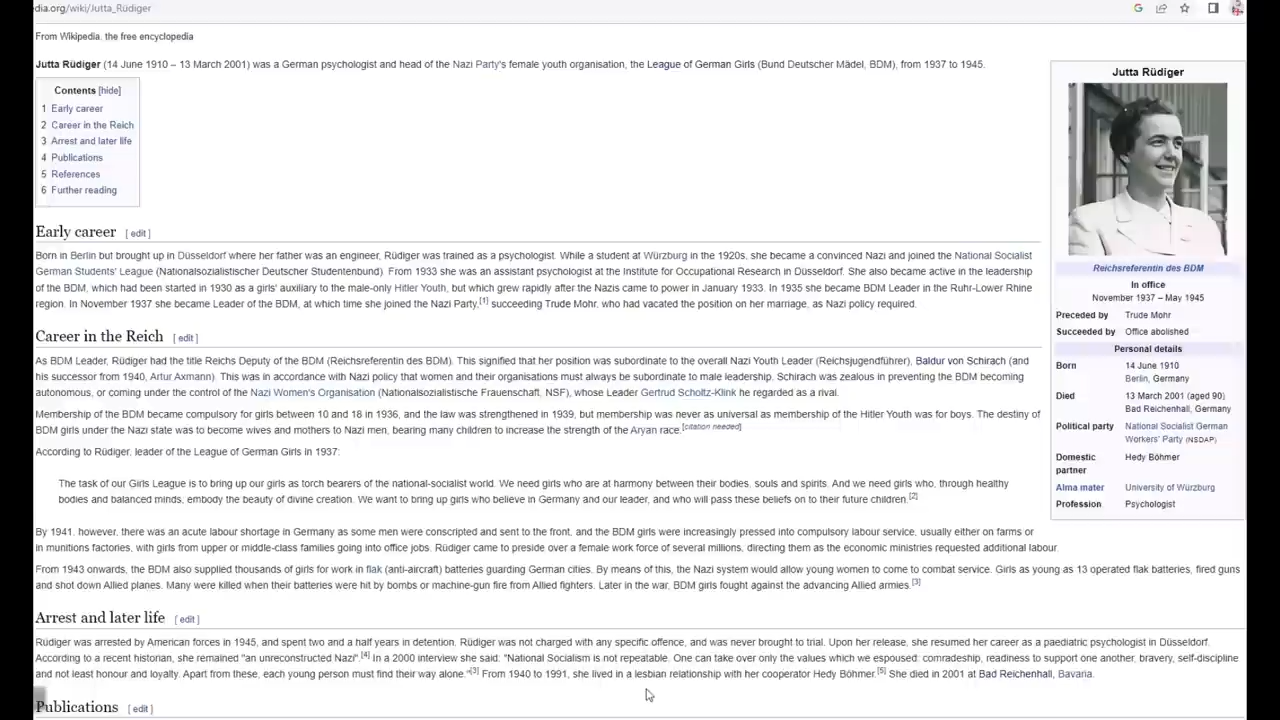 edia.org/wiki/Jutta_Rüdiger
From Wikipedia, the free encyclopedia
Jutta Rüdiger (14 June 1910 – 13 March 2001) was a German psychologist and head of the Nazi Party's female youth organisation, the League of German Girls (Bund Deutscher Mädel, BDM), from 1937 to 1945.
Contents [hide]
1 Early career
2 Career in the Reich
3 Arrest and later life
4 Publications
5 References
6 Further reading
Early career [ edit ]
Born in Berlin but brought up in Düsseldorf where her father was an engineer, Rüdiger was trained as a psychologist. While a student at Würzburg in the 1920s, she became a convinced Nazi and joined the National Socialist
German Students' League (Nationalsozialistischer Deutscher Studentenbund). From 1933 she was an assistant psychologist at the Institute for Occupational Research in Düsseldorf. She also became active in the leadership
of the BDM, which had been started in 1930 as a girls' auxiliary to the male-only Hitler Youth, but which grew rapidly after the Nazis came to power in January 1933. In 1935 she became BDM Leader in the Ruhr-Lower Rhine
region. In November 1937 she became Leader of the BDM, at which time she joined the Nazi Party,[1] succeeding Trude Mohr, who had vacated the position on her marriage, as Nazi policy required.
Career in the Reich [ edit ]
As BDM Leader, Rüdiger had the title Reichs Deputy of the BDM (Reichsreferentin des BDM). This signified that her position was subordinate to the overall Nazi Youth Leader (Reichsjugendführer), Baldur von Schirach (and
his successor from 1940, Artur Axmann). This was in accordance with Nazi policy that women and their organisations must always be subordinate to male leadership. Schirach was zealous in preventing the BDM becoming
autonomous, or coming under the control of the Nazi Women's Organisation (Nationalsozialistische Frauenschaft, NSF), whose Leader Gertrud Scholtz-Klink he regarded as a rival.
Membership of the BDM became compulsory for girls between 10 and 18 in 1936, and the law was strengthened in 1939, but membership was never as universal as membership of the Hitler Youth was for boys. The destiny of
BDM girls under the Nazi state was to become wives and mothers to Nazi men, bearing many children to increase the strength of the Aryan race.[citation needed]
According to Rüdiger, leader of the League of German Girls in 1937:
The task of our Girls League is to bring up our girls as torch bearers of the national-socialist world. We need girls who are at harmony between their bodies, souls and spirits. And we need girls who, through healthy
bodies and balanced minds, embody the beauty of divine creation. We want to bring up girls who believe in Germany and our leader, and who will pass these beliefs on to their future children.[2]
By 1941, however, there was an acute labour shortage in Germany as some men were conscripted and sent to the front, and the BDM girls were increasingly pressed into compulsory labour service, usually either on farms or
in munitions factories, with girls from upper or middle-class families going into office jobs. Rüdiger came to preside over a female work force of several millions, directing them as the economic ministries requested additional labour.
From 1943 onwards, the BDM also supplied thousands of girls for work in flak (anti-aircraft) batteries guarding German cities. By means of this, the Nazi system would allow young women to come to combat service. Girls as young as 13 operated flak batteries, fired guns
and shot down Allied planes. Many were killed when their batteries were hit by bombs or machine-gun fire from Allied fighters. Later in the war, BDM girls fought against the advancing Allied armies.[3]
Arrest and later life [ edit ]
Rüdiger was arrested by American forces in 1945, and spent two and a half years in detention. Rüdiger was not charged with any specific offence, and was never brought to trial. Upon her release, she resumed her career as a paediatric psychologist in Düsseldorf.
According to a recent historian, she remained "an unreconstructed Nazi".[4] In a 2000 interview she said: "National Socialism is not repeatable. One can take over only the values which we espoused: comradeship, readiness to support one another, bravery, self-discipline
and not least honour and loyalty. Apart from these, each young person must find their way alone."[3] From 1940 to 1991, she lived in a lesbian relationship with her cooperator Hedy Böhmer.[5] She died in 2001 at Bad Reichenhall, Bavaria.
Publications [ edit ]
Jutta Rüdiger
Reichsreferentin des BDM
In office
November 1937 – May 1945
Preceded by Trude Mohr
Succeeded by Office abolished
Personal details
Born 14 June 1910
Berlin, Germany
Died 13 March 2001 (aged 90)
Bad Reichenhall, Germany
Political party National Socialist German
Workers' Party (NSDAP)
Domestic Hedy Böhmer
partner
Alma mater University of Würzburg
Profession Psychologist